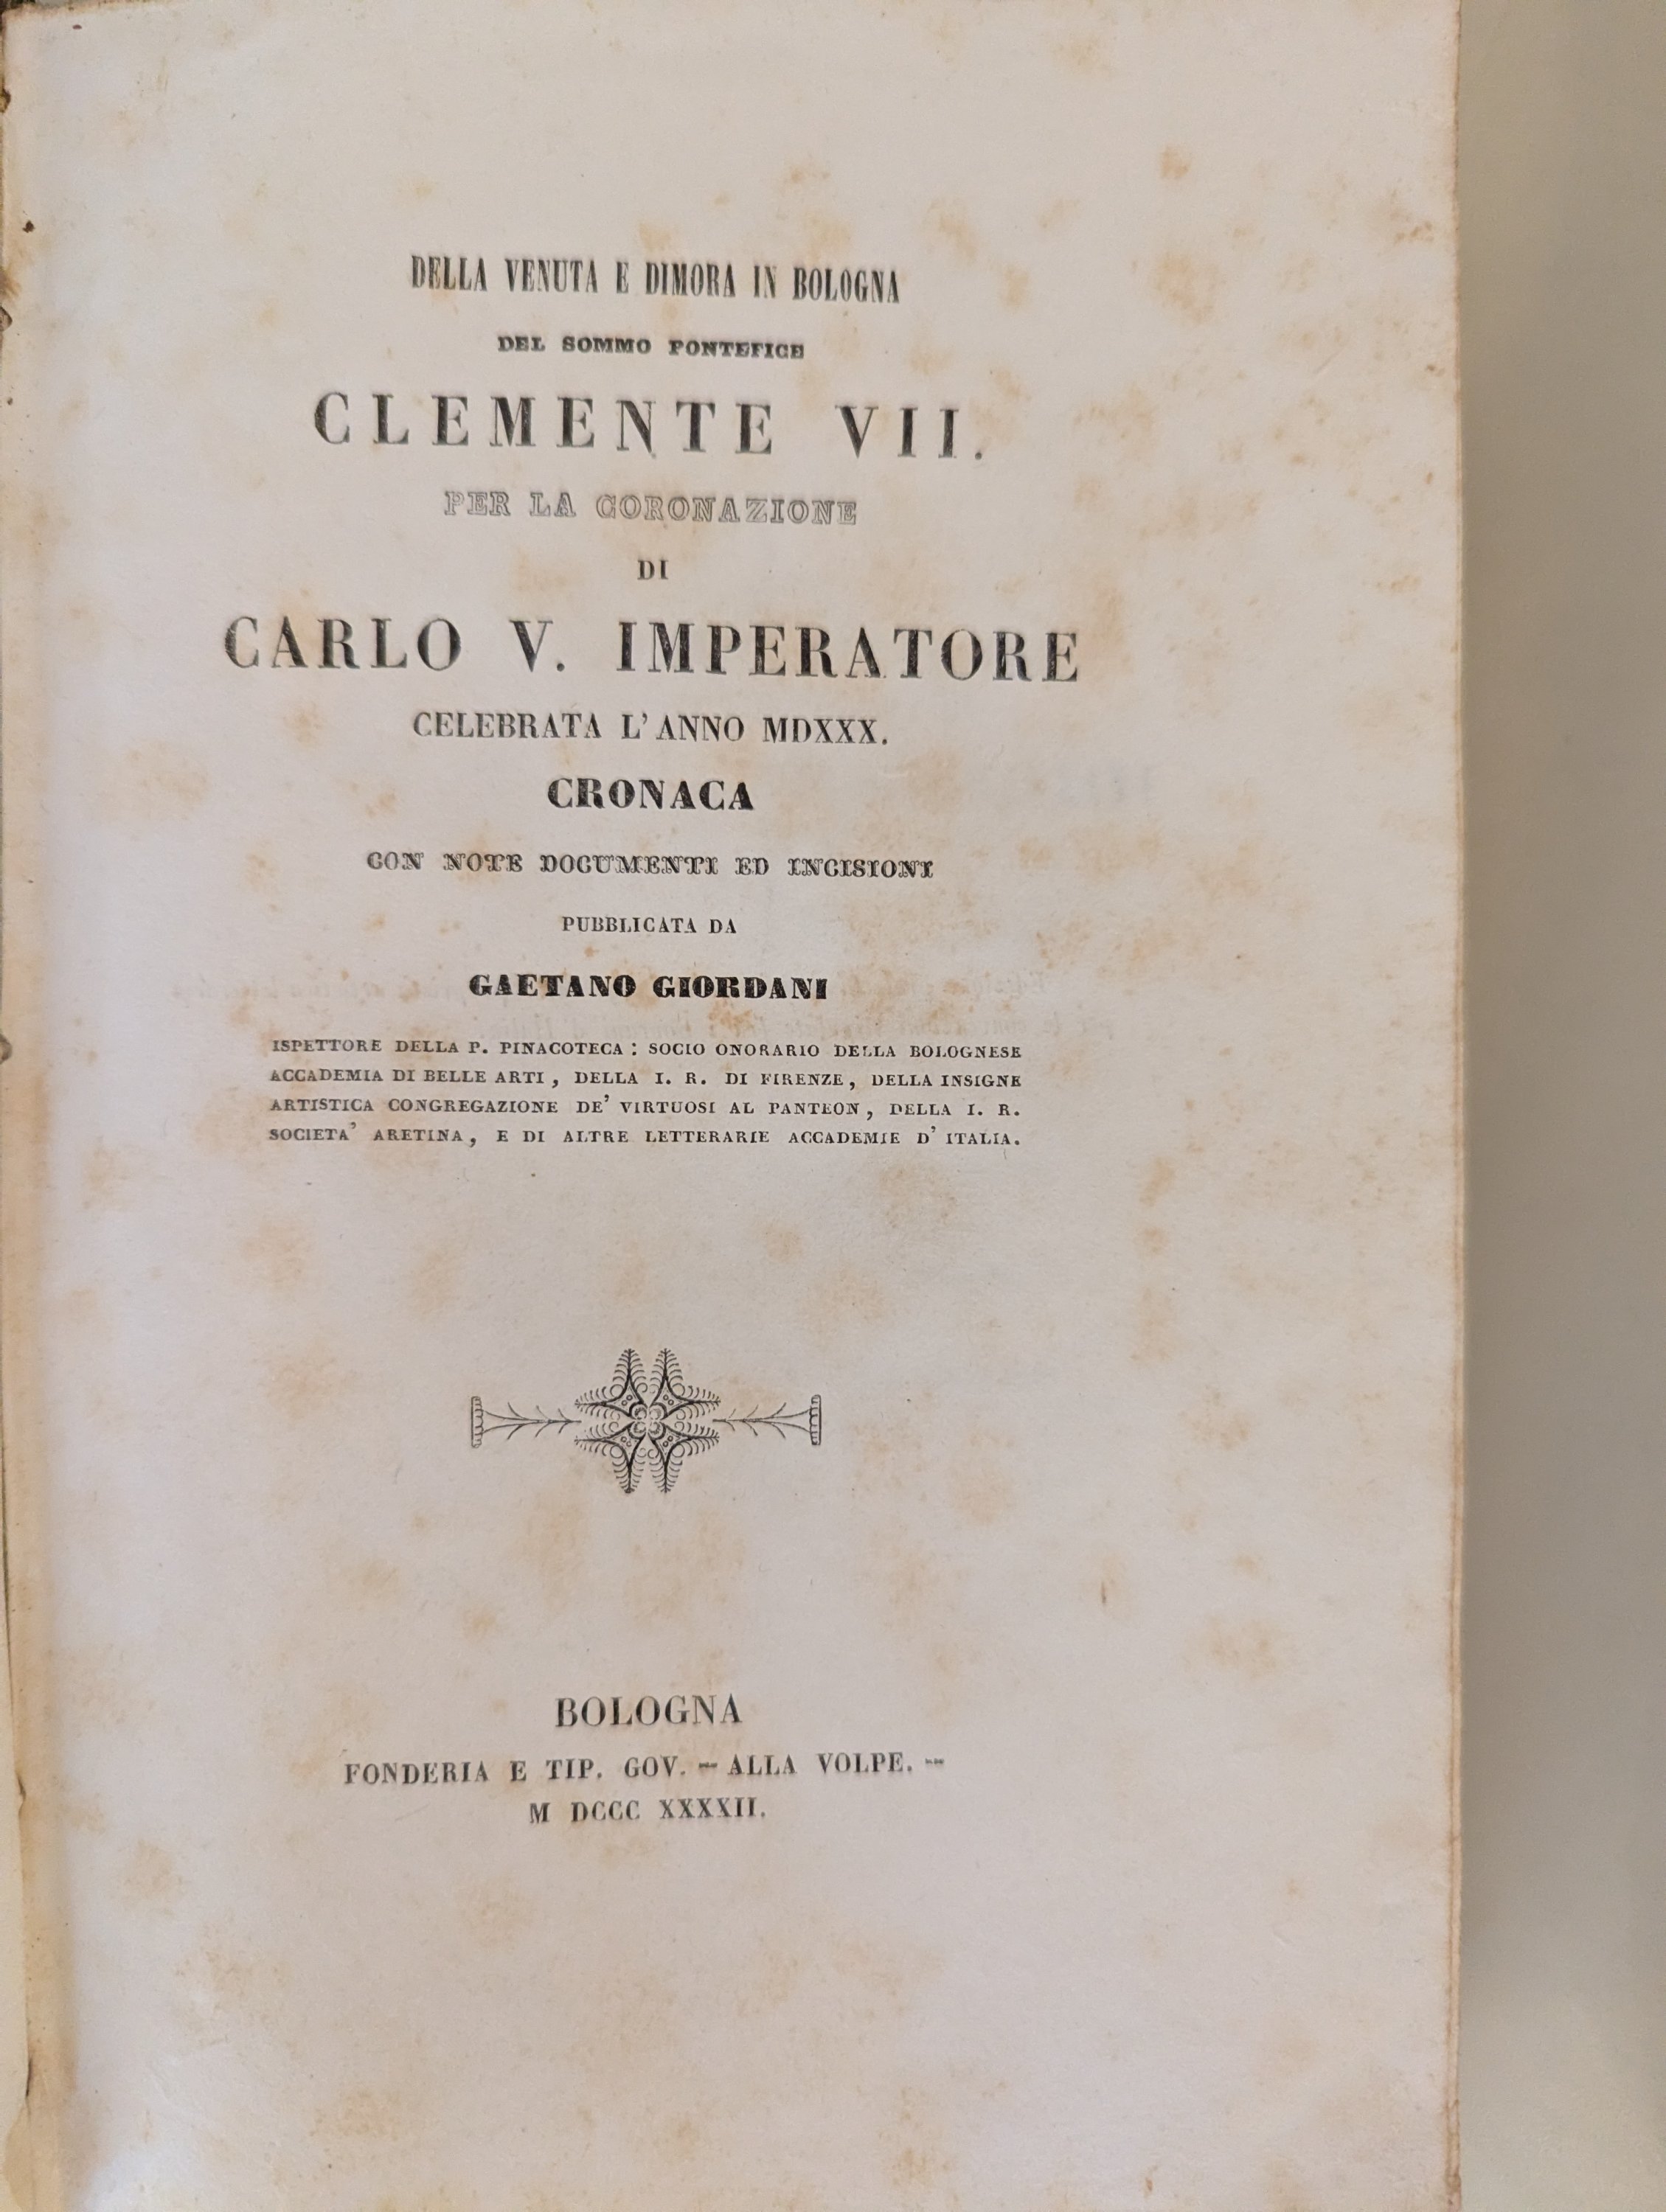 DELLA VENUTA E DIMORA IN BOLOGNA
DEL SOMMO PONTEFICE
CLEMENTE VII.
PER LA CORONAZIONE
DI
CARLO V. IMPERATORE
CELEBRATA L'ANNO MDXXX.
CRONACA
CON NOTE DOCUMENTI ED INCISIONI
PUBBLICATA DA
GAETANO GIORDANI
ISPETTORE DELLA P. PINACOTECA : SOCIO ONORARIO DELLA BOLOGNESE
ACCADEMIA DI BELLE ARTI, DELLA I. R. DI FIRENZE, DELLA INSIGNE
ARTISTICA CONGREGAZIONE DE' VIRTUOSI AL PANTEON, DELLA I. R.
SOCIETA' ARETINA, E DI ALTRE LETTERARIE ACCADEMIE D' ITALIA.
BOLOGNA
FONDERIA E TIP. GOV. – ALLA VOLPE. –
M DCCC XXXXII.